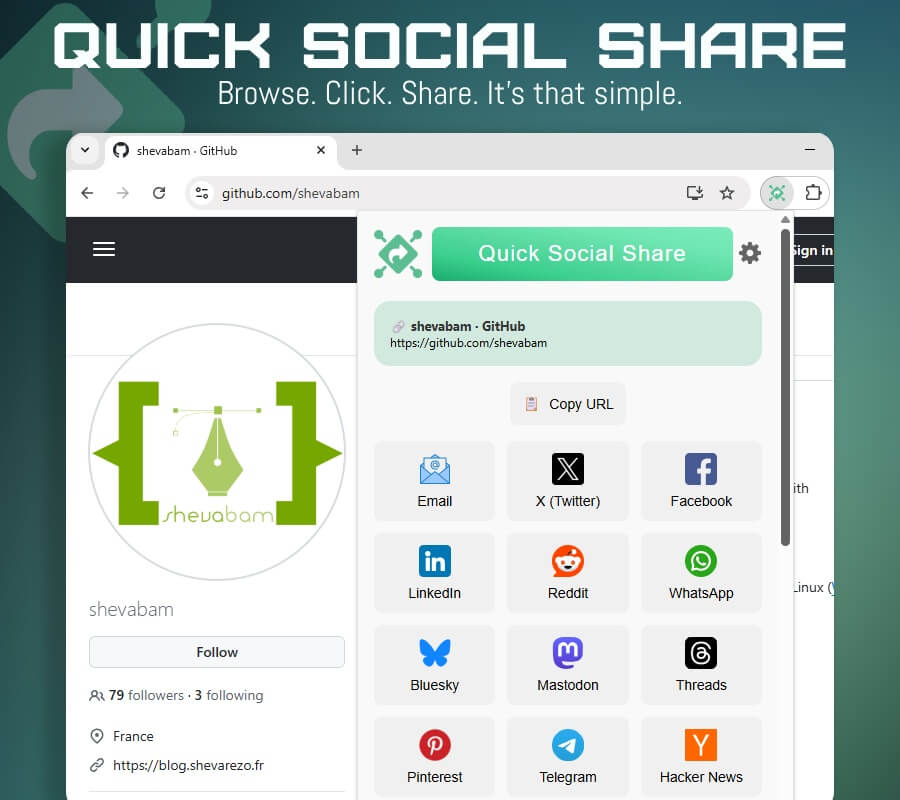 QUICK SOCIAL SHARE
Browse. Click. Share. It's that simple.
shevabam · GitHub
github.com/shevabam
Quick Social Share
Sign in
shevabam · GitHub
https://github.com/shevabam
Copy URL
Email
X (Twitter)
Facebook
LinkedIn
Reddit
WhatsApp
Bluesky
Mastodon
Threads
Pinterest
Telegram
Hacker News
shevabam
shevabam
Follow
79 followers · 3 following
France
https://blog.shevarezo.fr
ith
Linux (